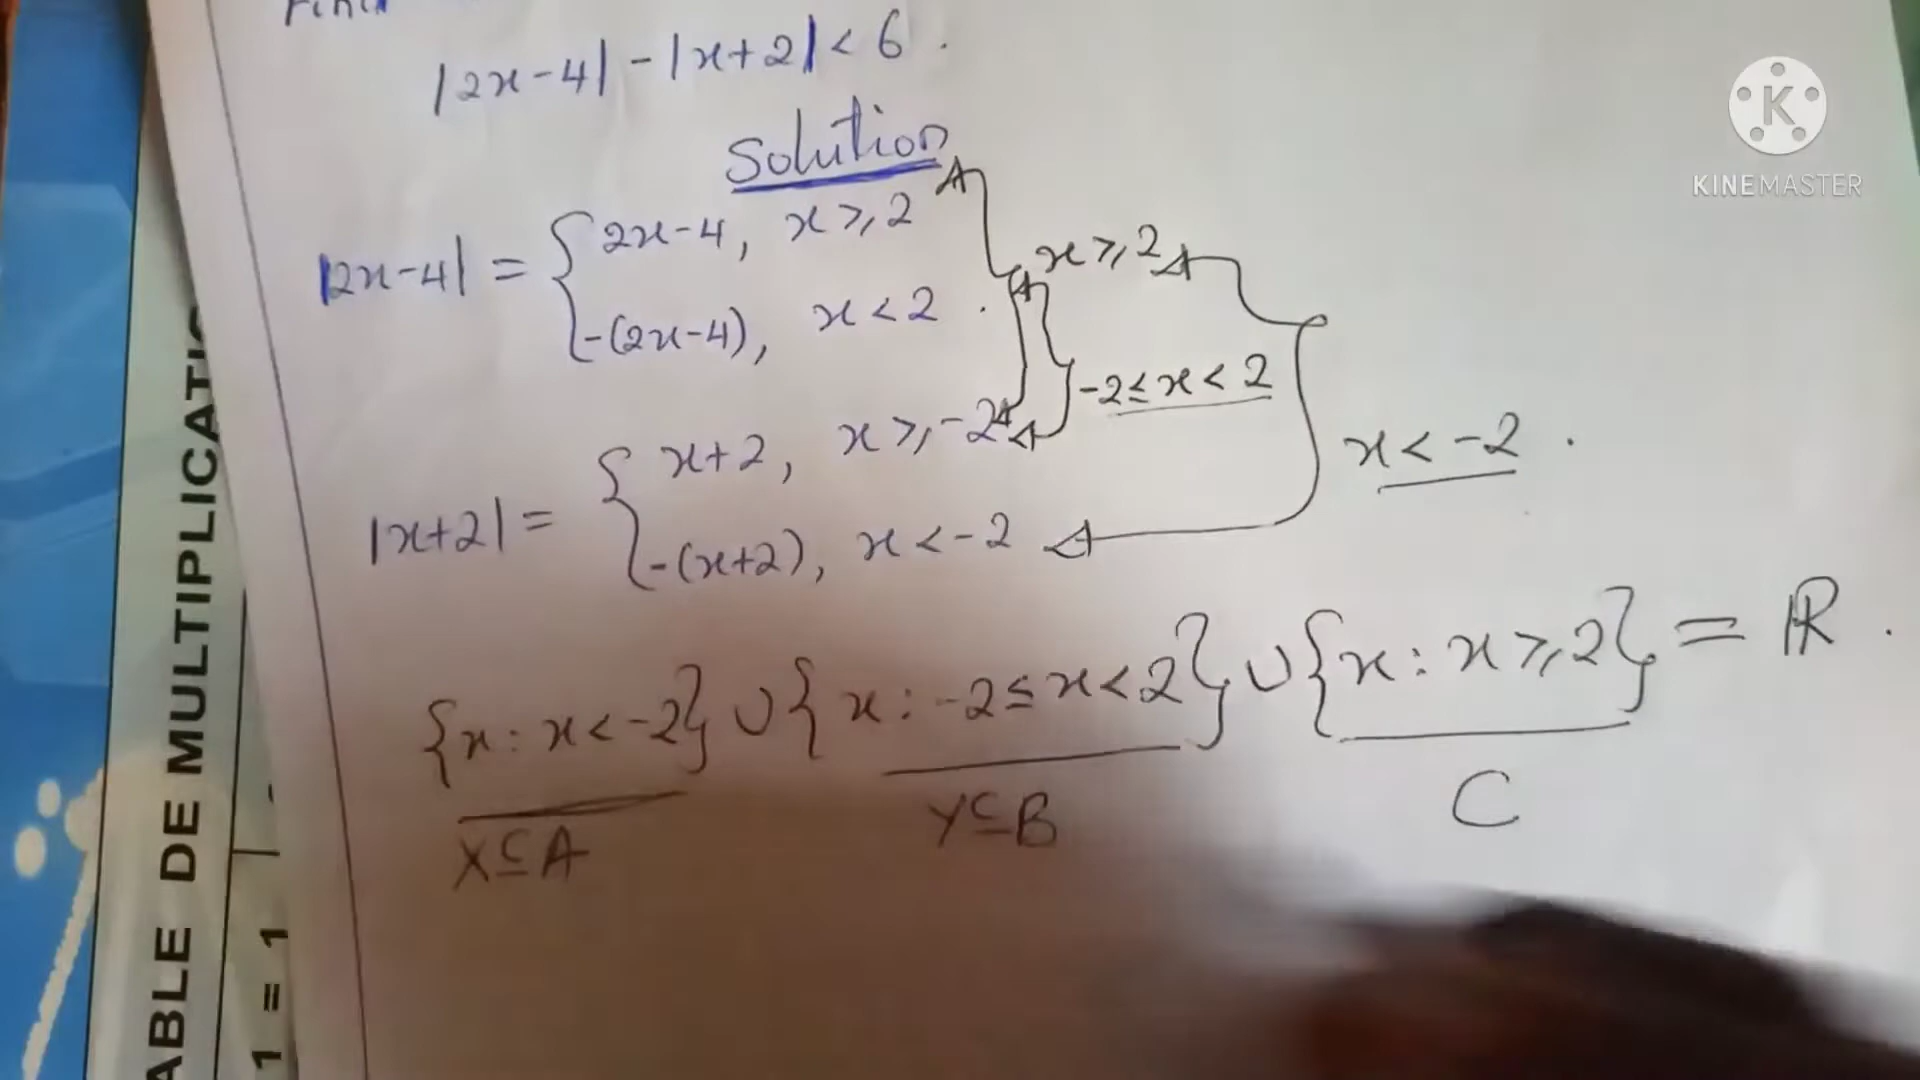 |2x-4| - |x+2| < 6 .
Solution
|2x-4| = { 2x-4, x ≥ 2
-(2x-4), x < 2 .
x ≥ 2
-2 ≤ x < 2
x < -2 .
|x+2| = { x+2, x ≥ -2
-(x+2), x < -2
{x : x < -2} ∪ {x : -2 ≤ x < 2} ∪ {x : x ≥ 2} = ℝ .
X ⊆ A
Y ⊆ B
C
KINEMASTER
K
ABLE DE MULTIPLICATIO
1 = 1